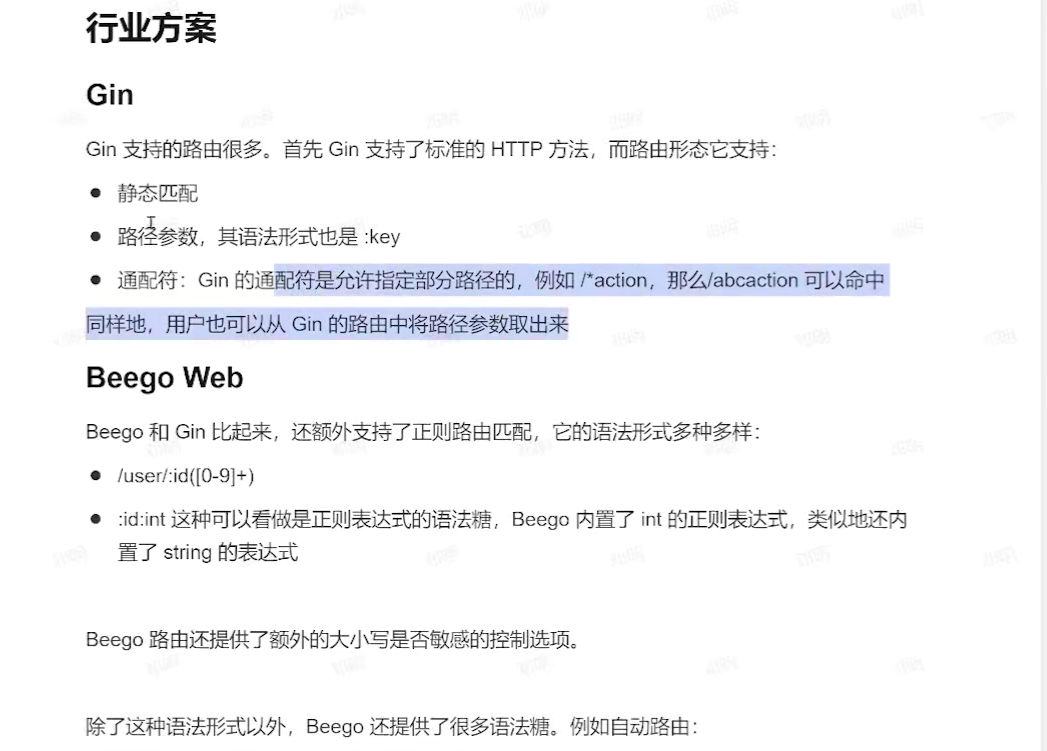 行业方案
Gin
Gin 支持的路由很多。首先 Gin 支持了标准的 HTTP 方法，而路由形态它支持：
● 静态匹配
● 路径参数，其语法形式也是 :key
● 通配符：Gin 的通配符是允许指定部分路径的，例如 /*action，那么/abcaction 可以命中
同样地，用户也可以从 Gin 的路由中将路径参数取出来
Beego Web
Beego 和 Gin 比起来，还额外支持了正则路由匹配，它的语法形式多种多样：
● /user/:id([0-9]+)
● :id:int 这种可以看做是正则表达式的语法糖，Beego 内置了 int 的正则表达式，类似地还内
置了 string 的表达式
Beego 路由还提供了额外的大小写是否敏感的控制选项。
除了这种语法形式以外，Beego 还提供了很多语法糖。例如自动路由：